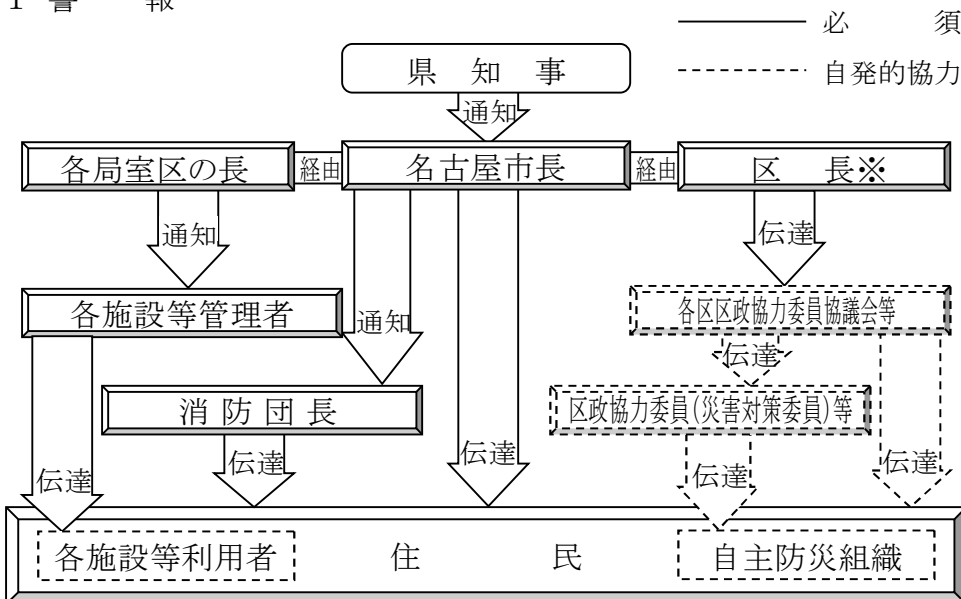 1 警 報
必 須
自発的協力
県 知 事
通知
各局室区の長 経由 名古屋市長 経由 区 長※
通知
伝達
各施設等管理者
通知
各区区政協力委員協議会等
伝達
消防団長
区政協力委員(災害対策委員)等
伝達
伝達
伝達
伝達
伝達
各施設等利用者 住 民 自主防災組織